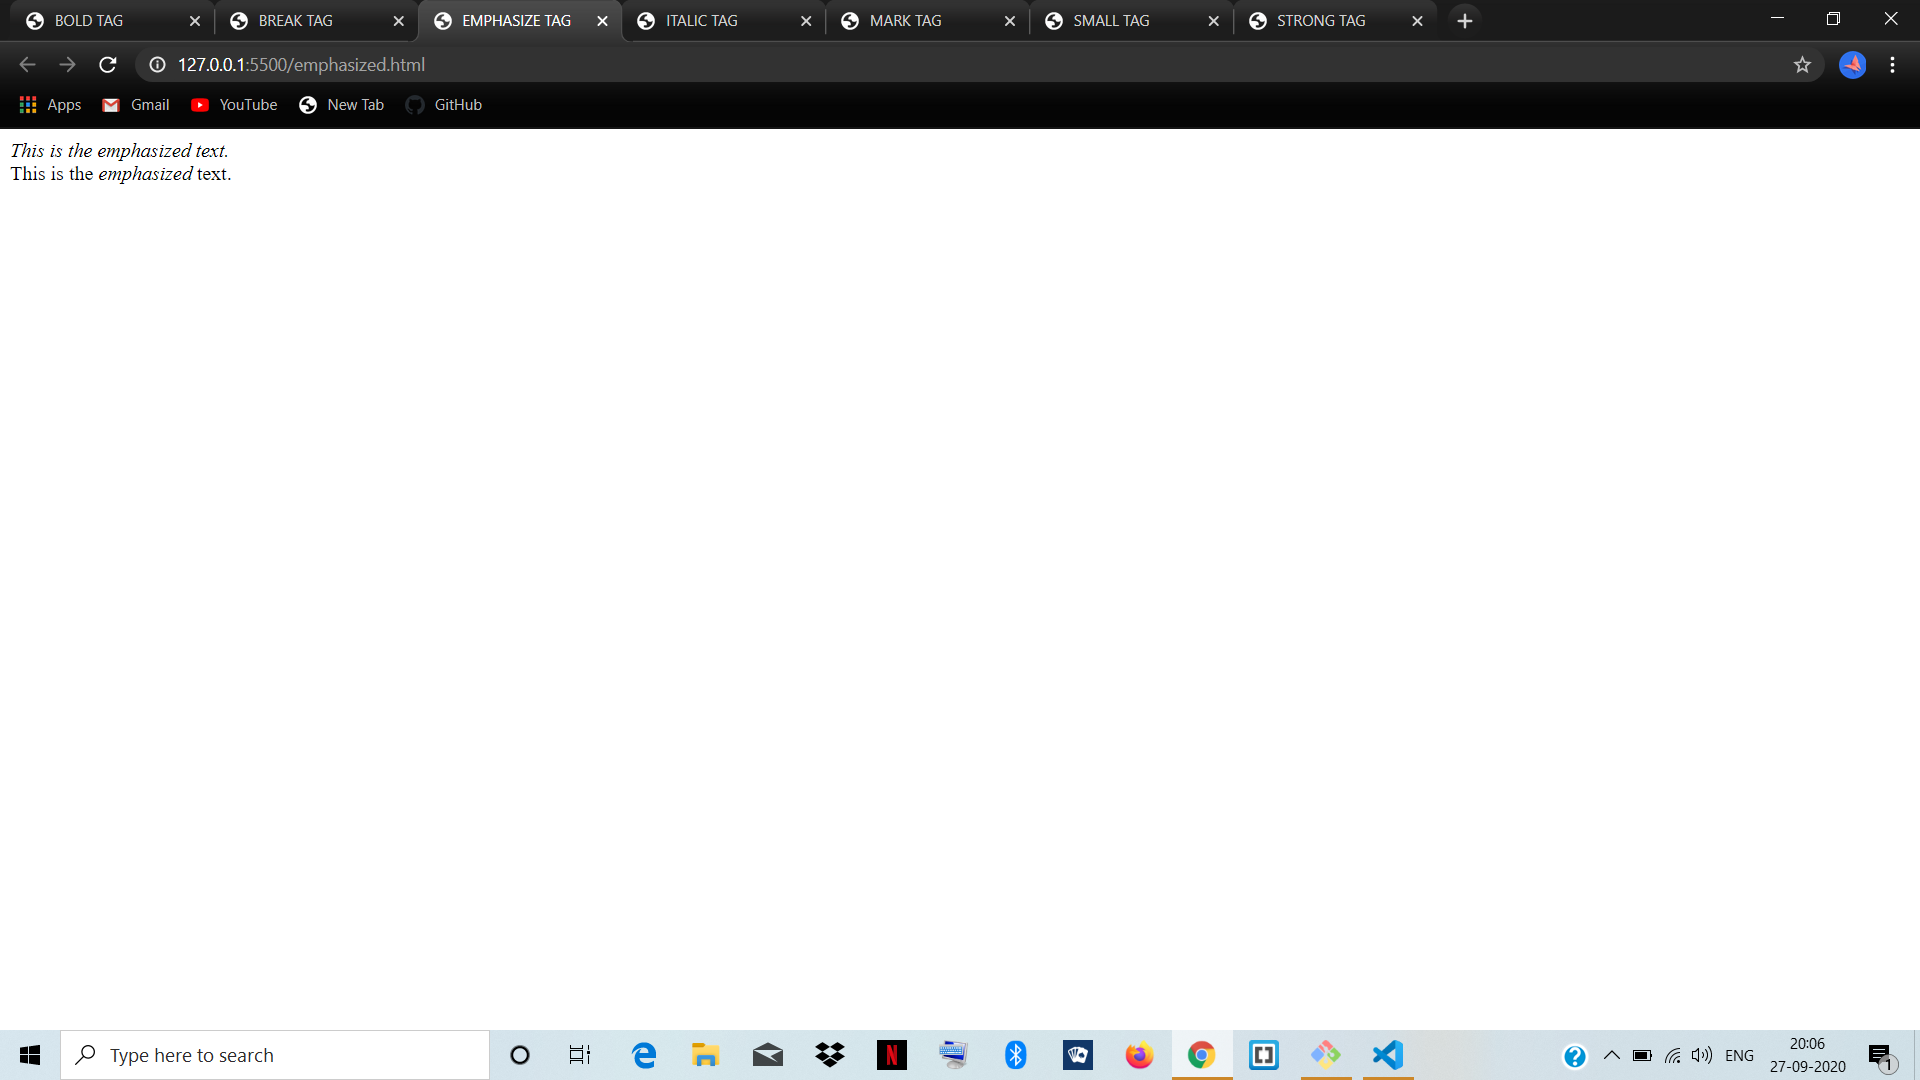 BOLD TAG
BREAK TAG
EMPHASIZE TAG
ITALIC TAG
MARK TAG
SMALL TAG
STRONG TAG
127.0.0.1:5500/emphasized.html
Apps
Gmail
YouTube
New Tab
GitHub
This is the emphasized text.
This is the emphasized text.
Type here to search
ENG
20:06
27-09-2020
1